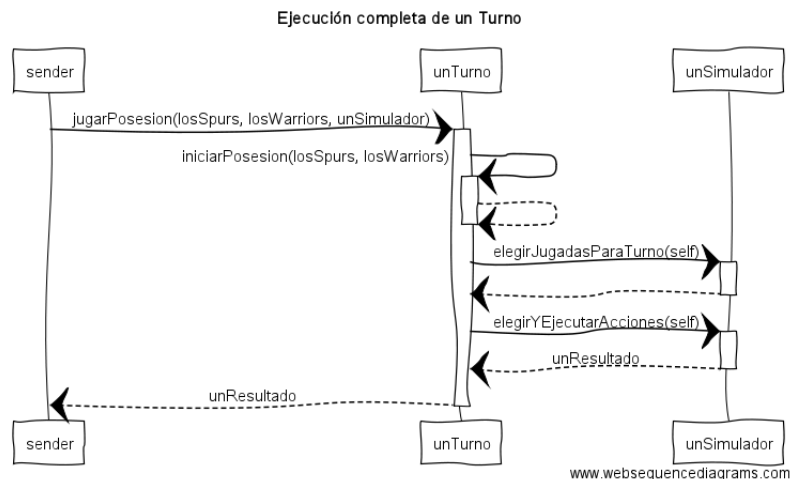 Ejecución completa de un Turno
sender
unTurno
unSimulador
jugarPosesion(losSpurs, losWarriors, unSimulador)
iniciarPosesion(losSpurs, losWarriors)
elegirJugadasParaTurno(self)
elegirYEjecutarAcciones(self)
unResultado
unResultado
sender
unTurno
unSimulador
www.websequencediagrams.com